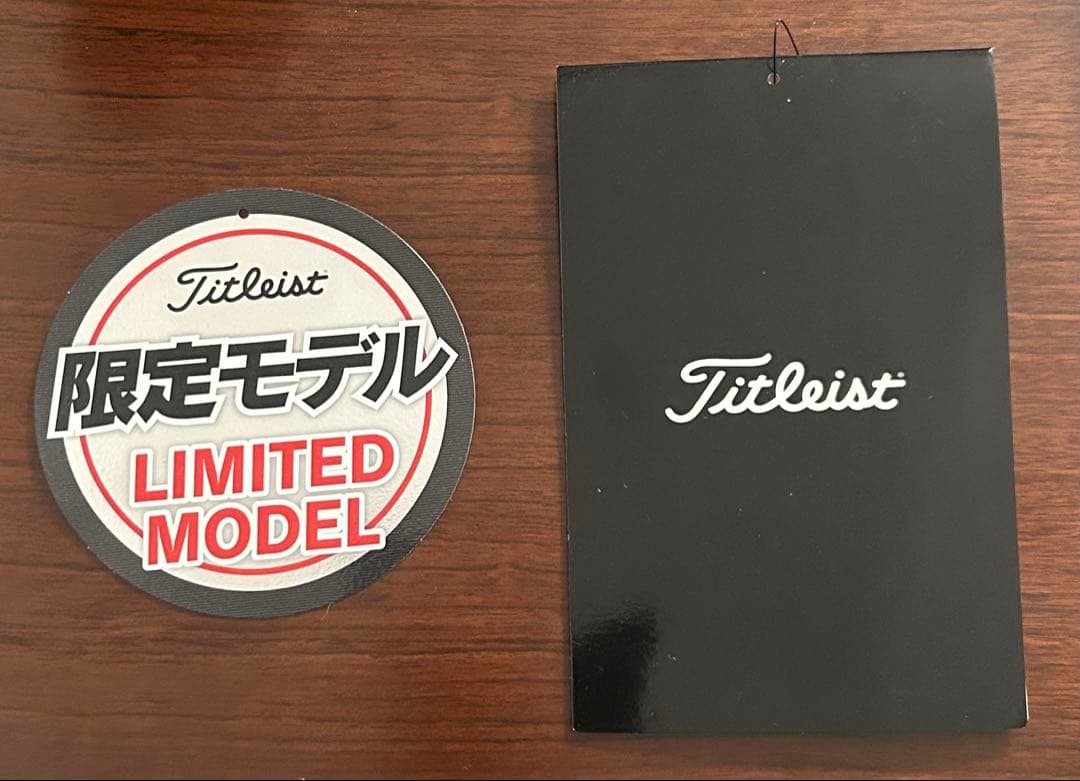 Titleist
限定モデル
LIMITED
MODEL
Titleist